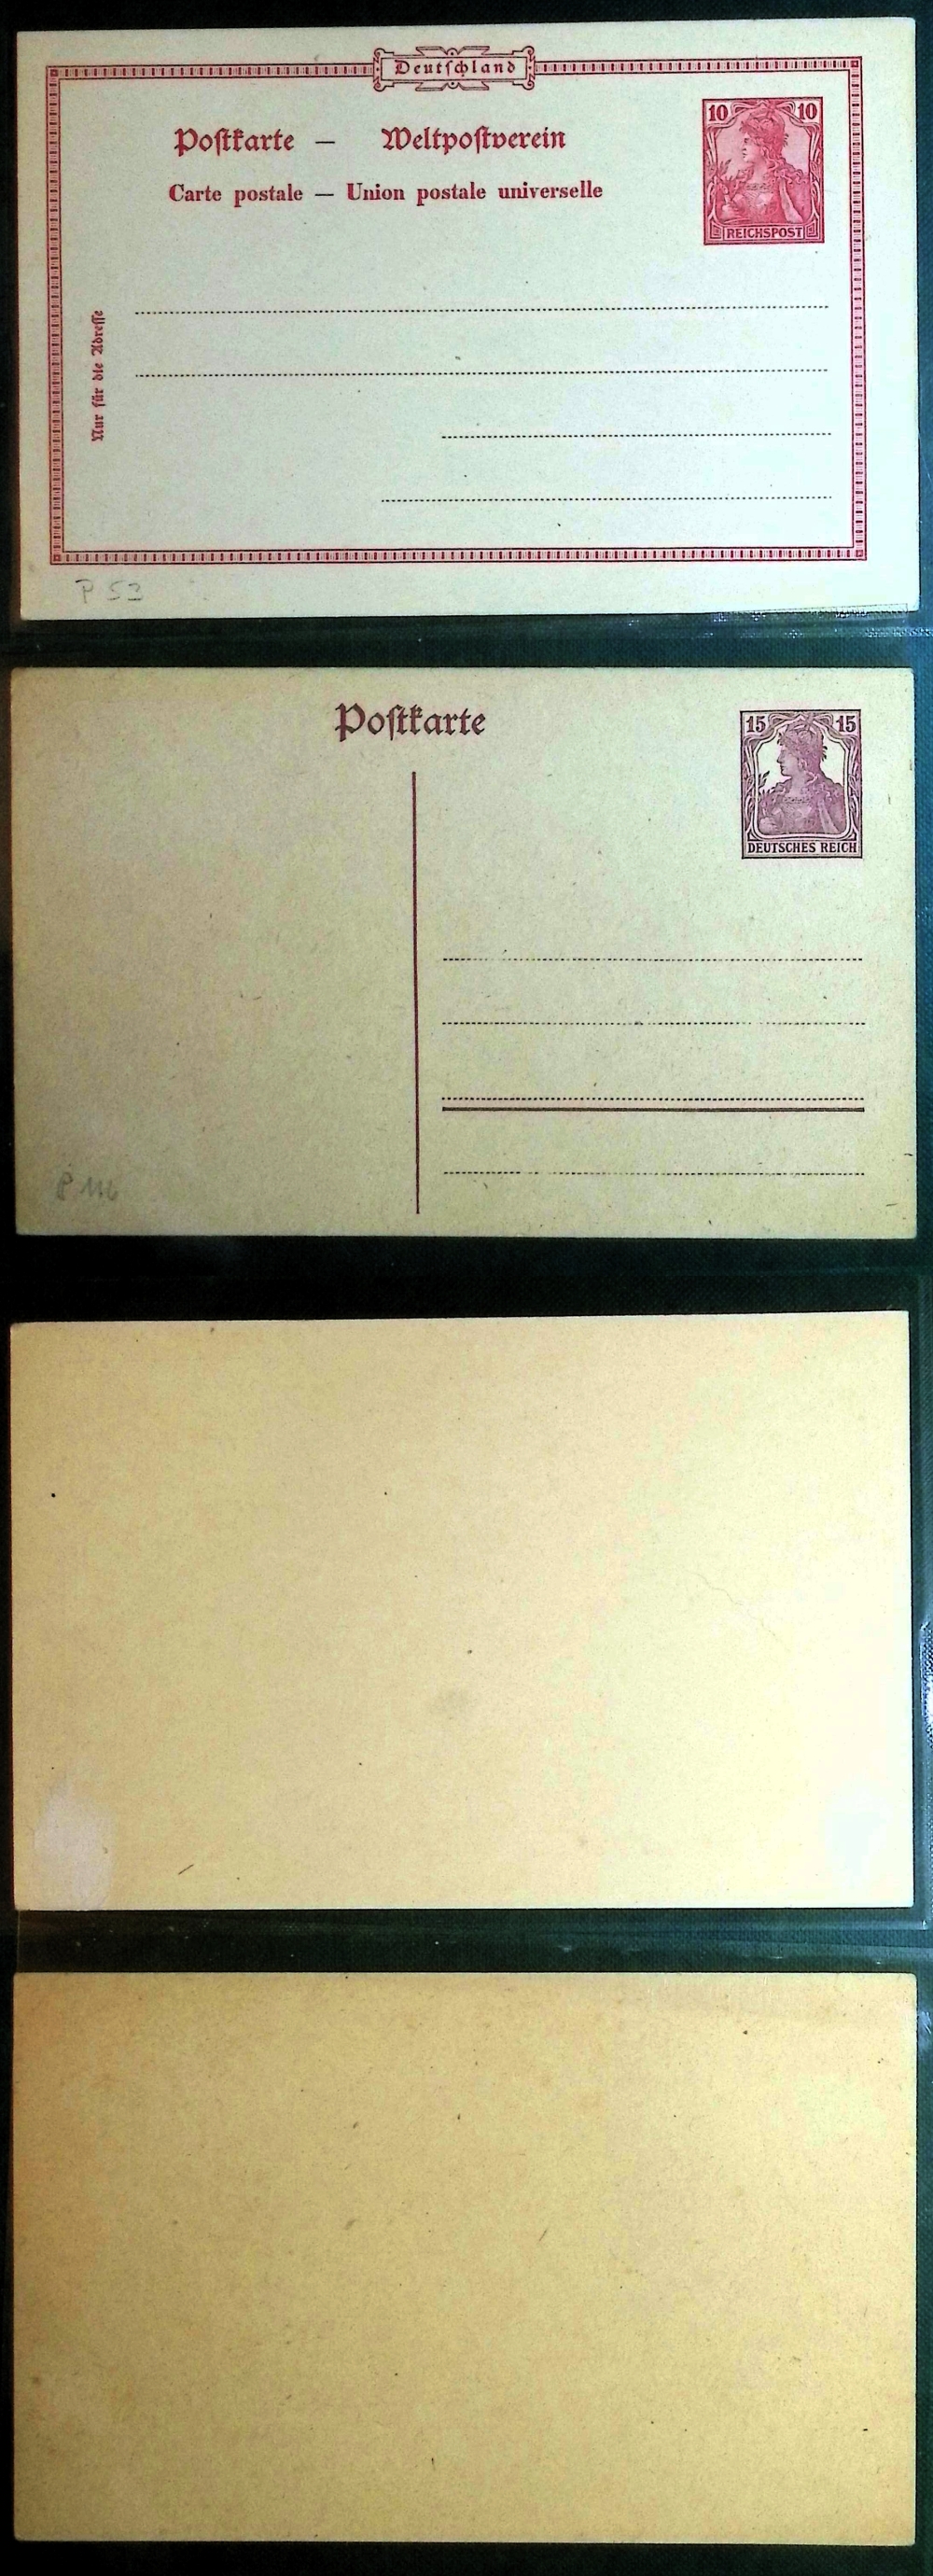 Deutschland
Postkarte — Weltpostverein
Carte postale — Union postale universelle
10 10
REICHSPOST
Nur für die Adresse
P 53
Postkarte
15 15
DEUTSCHES REICH